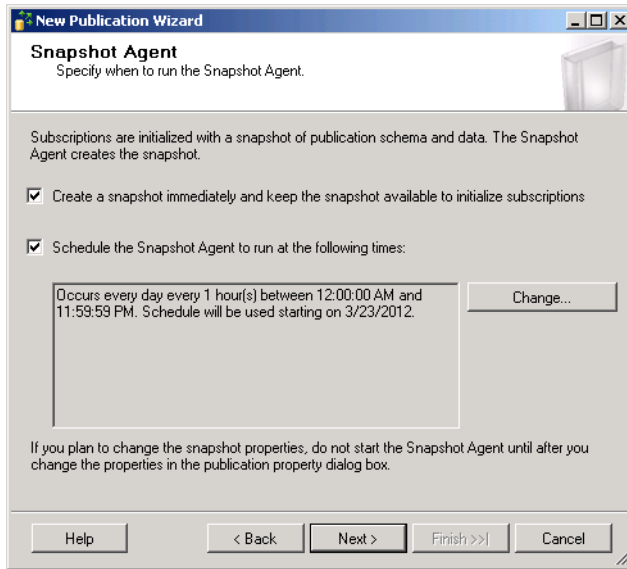 New Publication Wizard
Snapshot Agent
Specify when to run the Snapshot Agent.
Subscriptions are initialized with a snapshot of publication schema and data. The Snapshot
Agent creates the snapshot.
Create a snapshot immediately and keep the snapshot available to initialize subscriptions
Schedule the Snapshot Agent to run at the following times:
Occurs every day every 1 hour(s) between 12:00:00 AM and
11:59:59 PM. Schedule will be used starting on 3/23/2012.
Change...
If you plan to change the snapshot properties, do not start the Snapshot Agent until after you
change the properties in the publication property dialog box.
Help
< Back
Next >
Finish >>|
Cancel